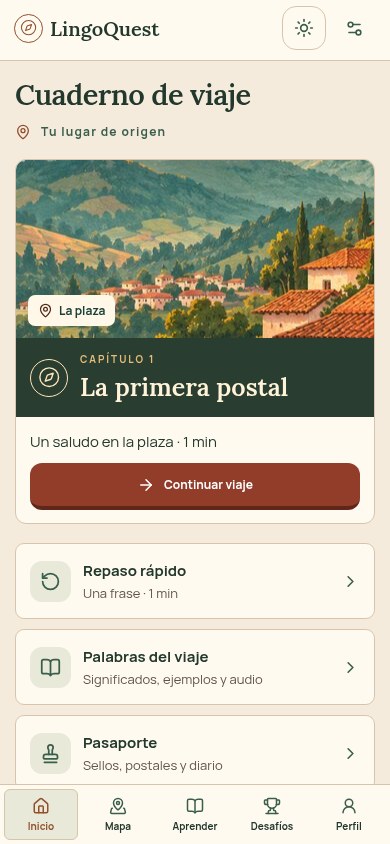 LingoQuest
Cuaderno de viaje
Tu lugar de origen
La plaza
CAPÍTULO 1
La primera postal
Un saludo en la plaza · 1 min
Continuar viaje
Repaso rápido
Una frase · 1 min
Palabras del viaje
Significados, ejemplos y audio
Pasaporte
Sellos, postales y diario
Inicio
Mapa
Aprender
Desafíos
Perfil